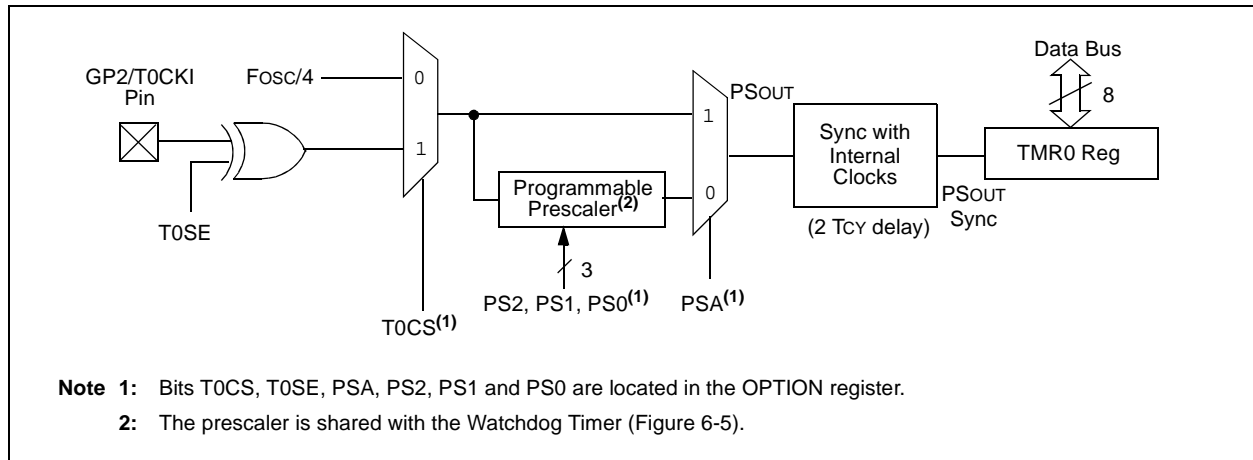 Data Bus
GP2/T0CKI
Pin
FOSC/4
0
1
T0SE
T0CS(1)
Programmable
Prescaler(2)
3
PS2, PS1, PS0(1)
1
0
PSA(1)
PSOUT
Sync with
Internal
Clocks
(2 TCY delay)
PSOUT
Sync
8
TMR0 Reg
Note 1: Bits T0CS, T0SE, PSA, PS2, PS1 and PS0 are located in the OPTION register.
2: The prescaler is shared with the Watchdog Timer (Figure 6-5).